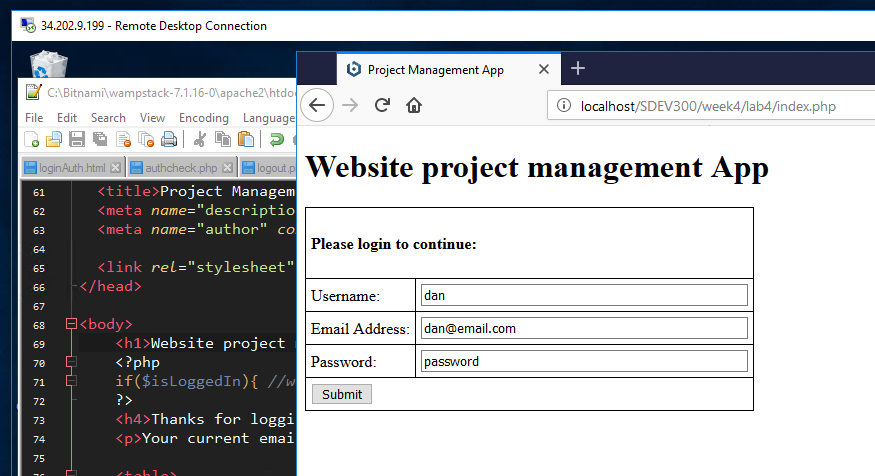 34.202.9.199 - Remote Desktop Connection
C:\Bitnami\wampstack-7.1.16-0\apache2\htdoc
File Edit Search View Encoding Language
loginAuth.html authcheck.php logout.p
61 <title>Project Managem
62 <meta name="descriptio
63 <meta name="author" co
64
65 <link rel="stylesheet"
66 </head>
67
68 <body>
69 <h1>Website project
70 <?php
71 if($isLoggedIn){ //w
72 ?>
73 <h4>Thanks for loggi
74 <p>Your current emai
75
76 <table>
Project Management App
localhost/SDEV300/week4/lab4/index.php
Website project management App
Please login to continue:
Username: dan
Email Address: dan@email.com
Password: password
Submit